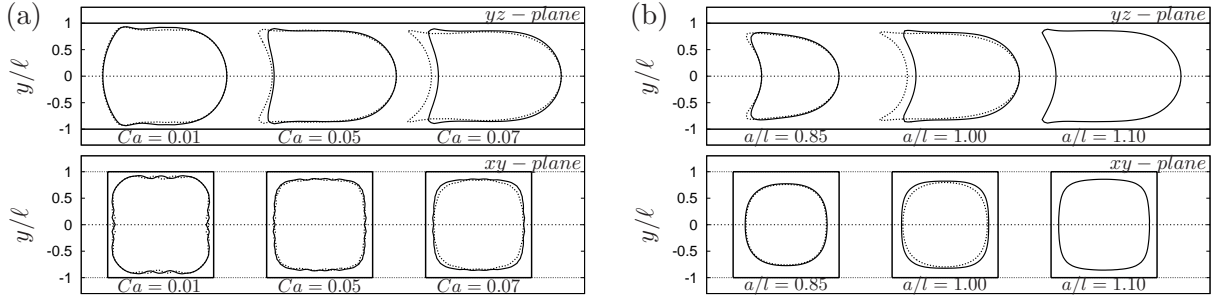 (a)
yz − plane
y/ℓ
1
0.5
0
-0.5
-1
Ca = 0.01
Ca = 0.05
Ca = 0.07
xy − plane
y/ℓ
1
0.5
0
-0.5
-1
Ca = 0.01
Ca = 0.05
Ca = 0.07
(b)
yz − plane
y/ℓ
1
0.5
0
-0.5
-1
a/l = 0.85
a/l = 1.00
a/l = 1.10
xy − plane
y/ℓ
1
0.5
0
-0.5
-1
a/l = 0.85
a/l = 1.00
a/l = 1.10